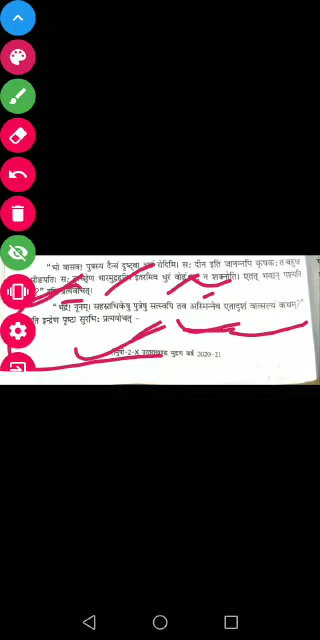 "भो वासव! पुत्रस्य दैन्यं दृष्ट्वा अहं रोदिमि। सः दीन इति जानन्नपि कृषकः तं बहुध
पीडयति। सः कृच्छ्रेण भारमुद्वहति। इतरमिव धुरं वोढुं सः न शक्नोति। एतत् भवान् पश्यति
इति प्रत्यवोचत्।
"भद्रे! नूनम्। सहस्राधिकेषु पुत्रेषु सत्स्वपि तव अस्मिन्नेव एतादृशं वात्सल्यं कथम्?"
इति इन्द्रेण पृष्टा सुरभिः प्रत्यवोचत् -
-2-X उत्तराखण्ड मुद्रण वर्ष 2020-21